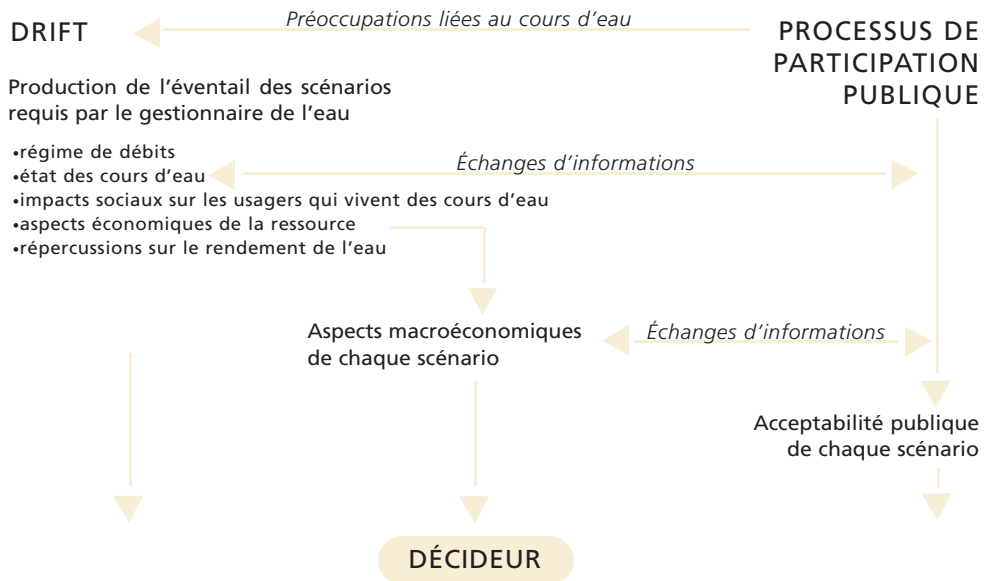 DRIFT
Préoccupations liées au cours d'eau
PROCESSUS DE
PARTICIPATION
PUBLIQUE
Production de l'éventail des scénarios
requis par le gestionnaire de l'eau
•régime de débits
•état des cours d'eau
•impacts sociaux sur les usagers qui vivent des cours d'eau
•aspects économiques de la ressource
•répercussions sur le rendement de l'eau
Échanges d'informations
Aspects macroéconomiques
de chaque scénario
Échanges d'informations
Acceptabilité publique
de chaque scénario
DÉCIDEUR